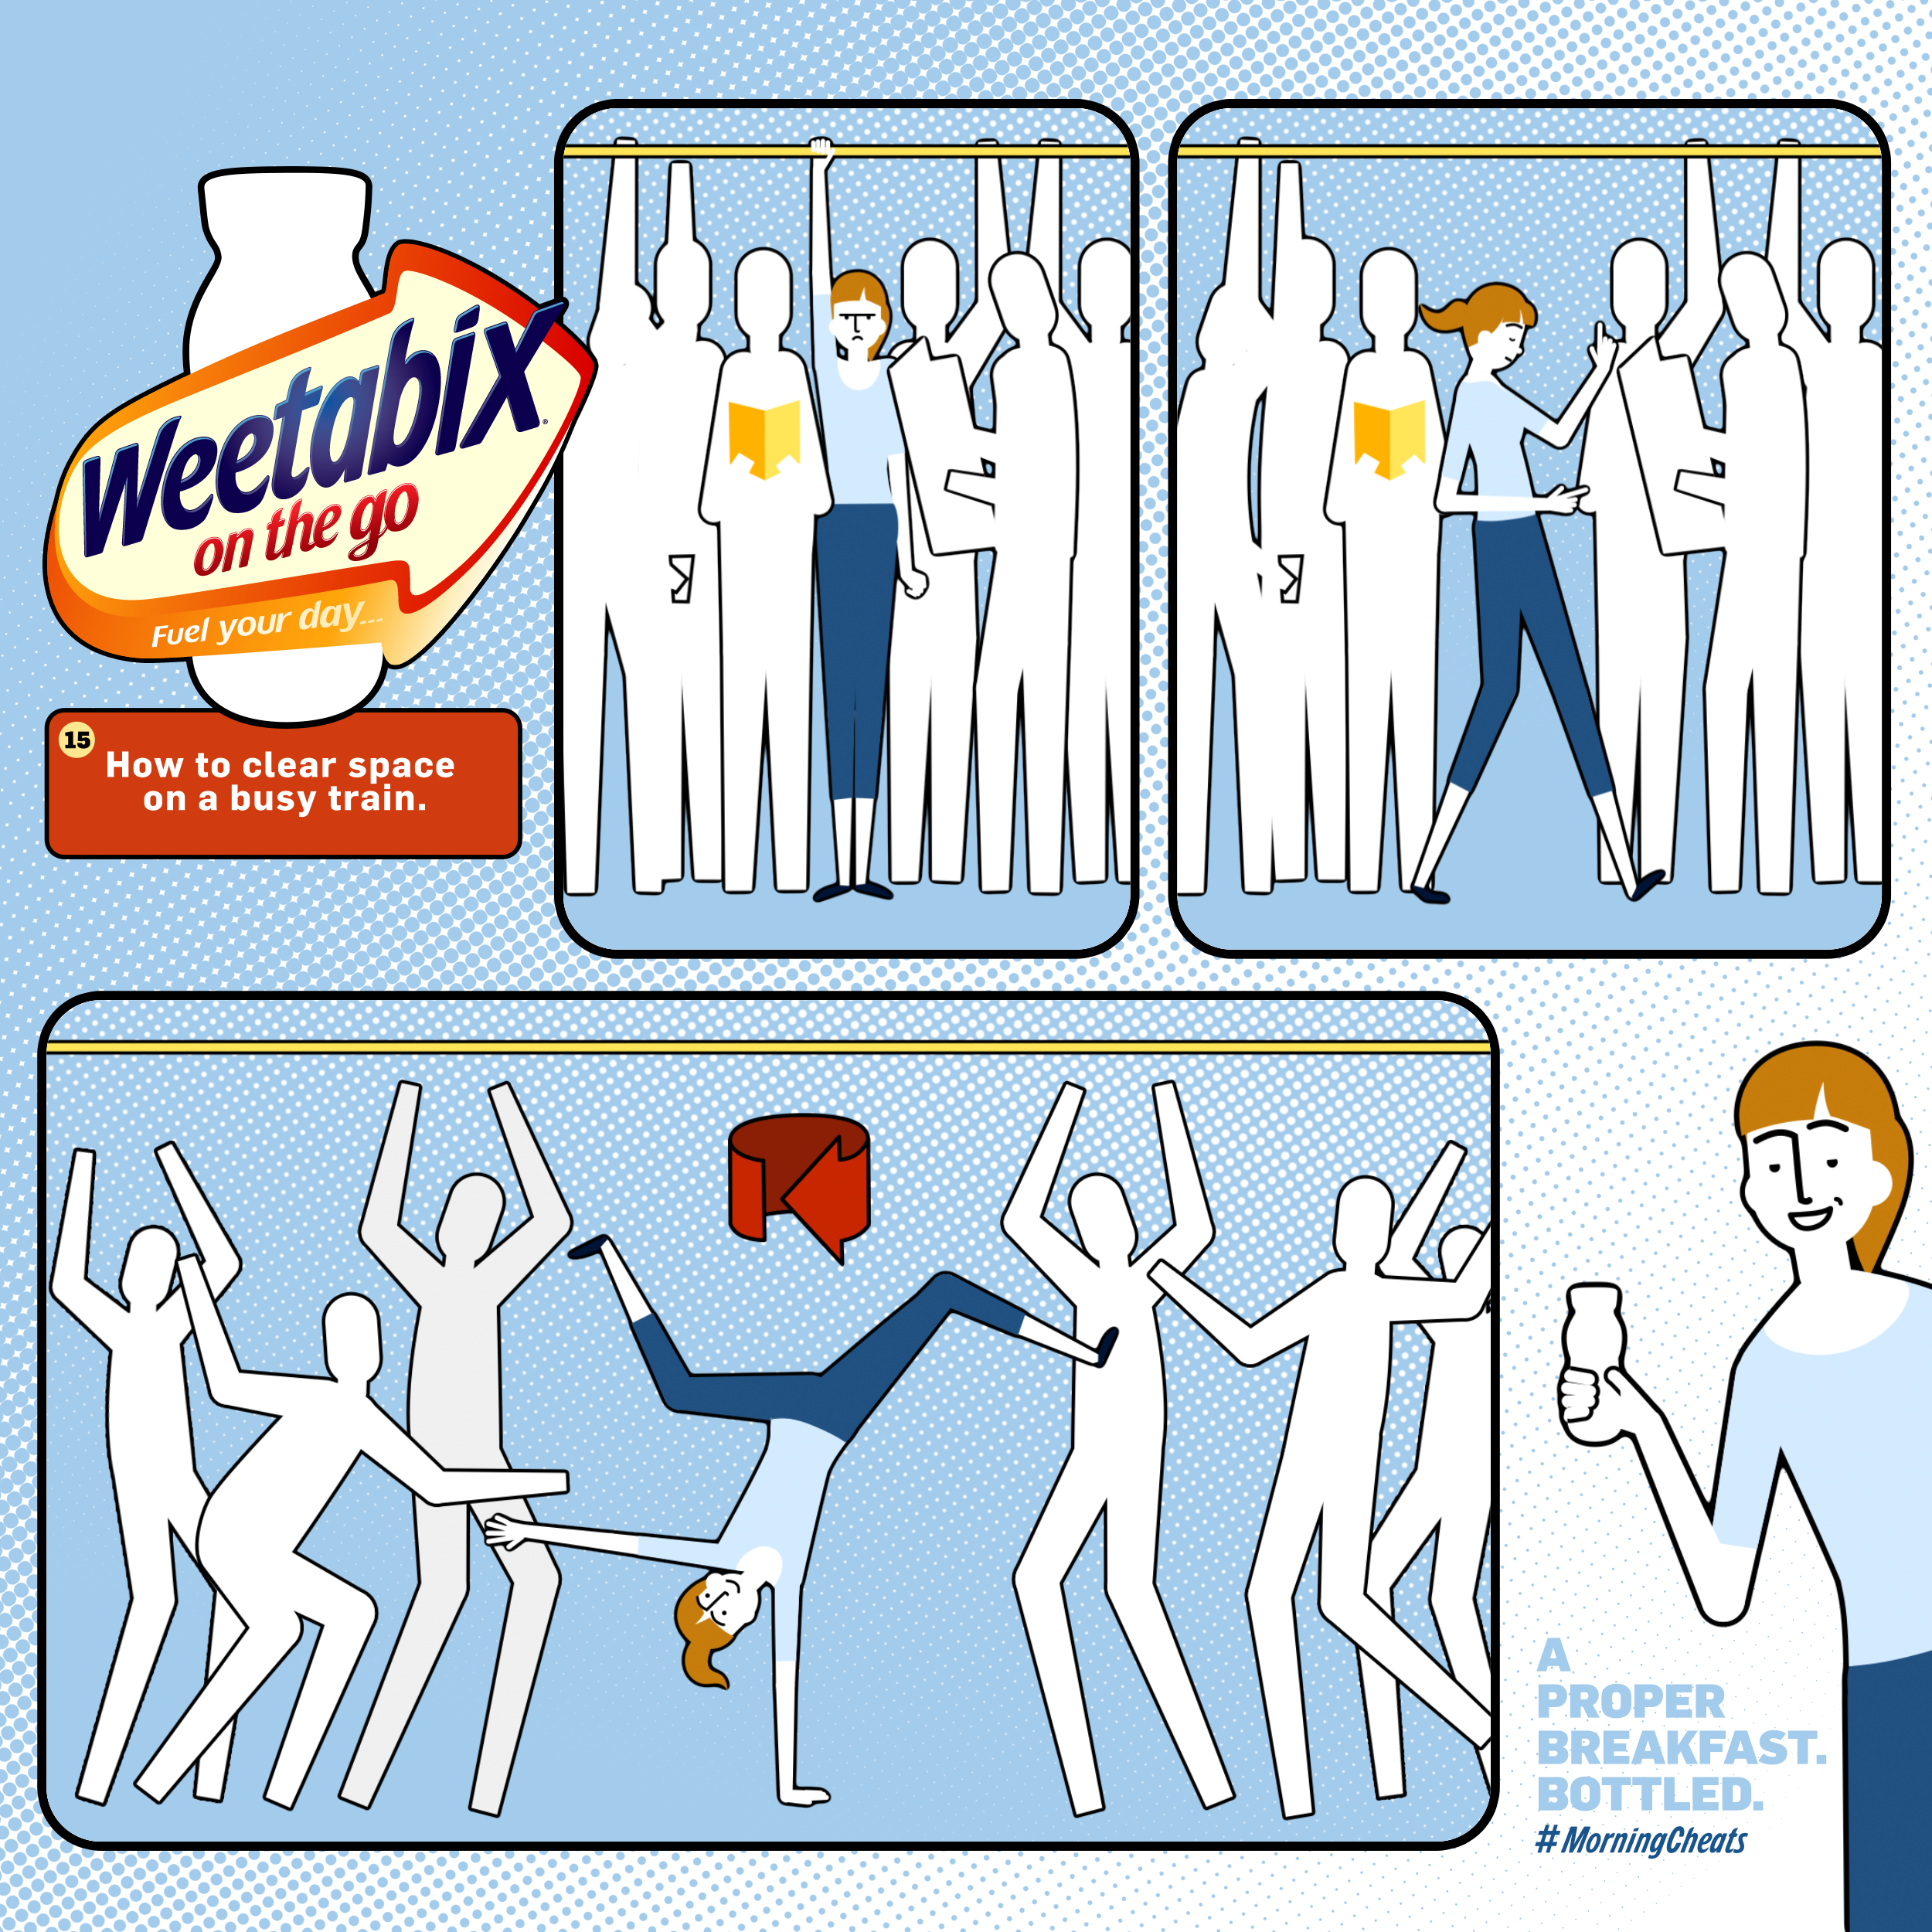 Weetabix®
on the go
Fuel your day...
15
How to clear space
on a busy train.
A
PROPER
BREAKFAST.
BOTTLED.
#MorningCheats